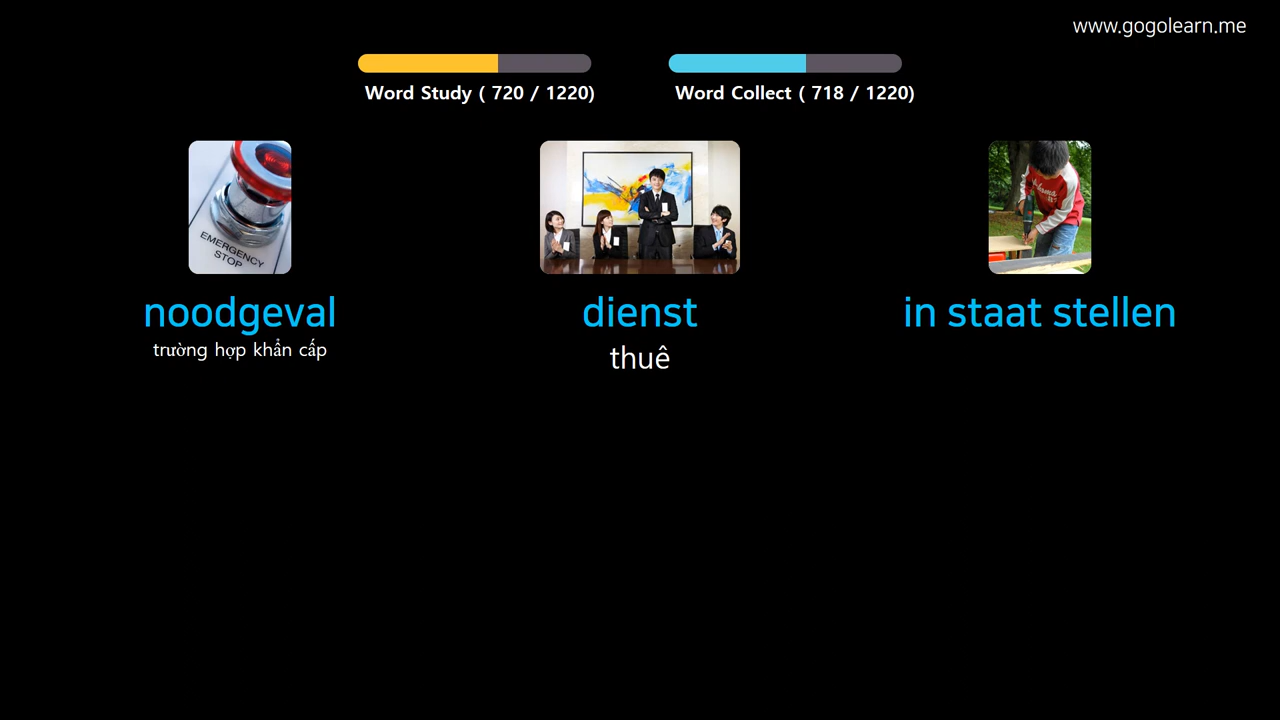 www.gogolearn.me
Word Study ( 720 / 1220)
Word Collect ( 718 / 1220)
EMERGENCY
STOP
noodgeval
trường hợp khẩn cấp
dienst
thuê
in staat stellen